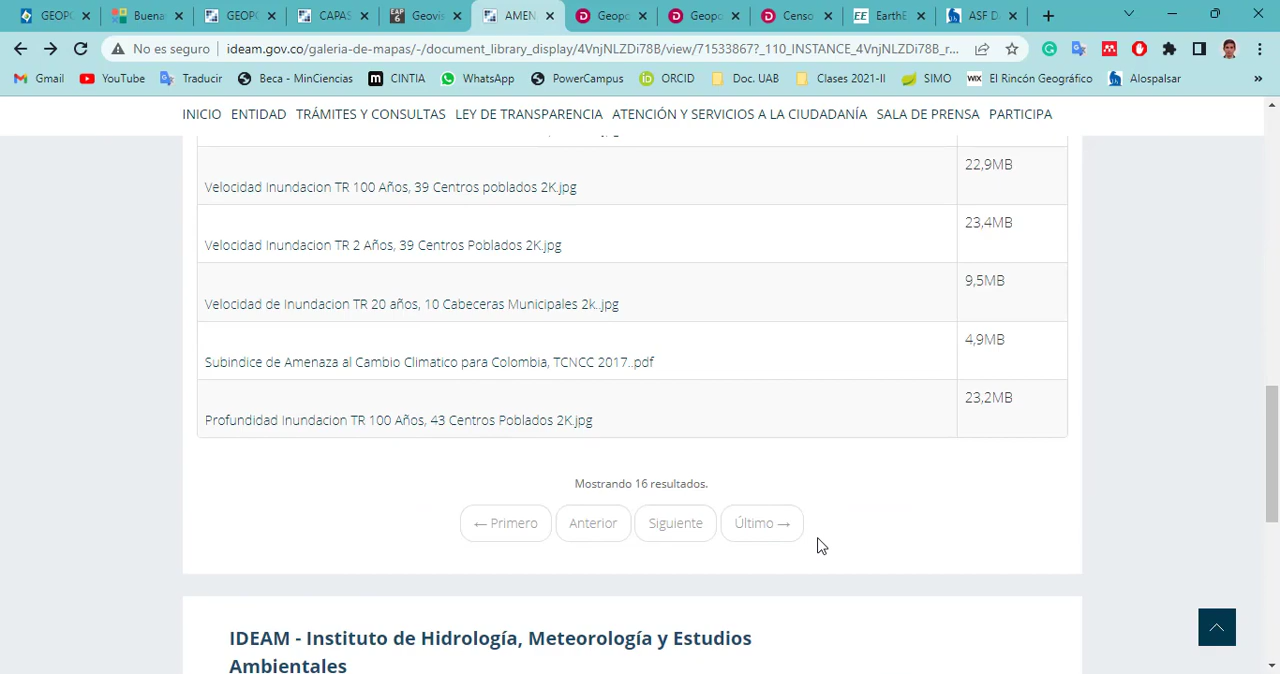 GEOPC
Buena
GEOPC
CAPAS
Geovis
AMEN
Geopc
Geopc
Censo
EarthE
ASF D
No es seguro
ideam.gov.co/galeria-de-mapas/-/document_library_display/4VnjNLZDi78B/view/71533867?_110_INSTANCE_4VnjNLZDi78B_r...
Gmail
YouTube
Traducir
Beca - MinCiencias
CINTIA
WhatsApp
PowerCampus
ORCID
Doc. UAB
Clases 2021-II
SIMO
El Rincón Geográfico
Alospalsar
»
INICIO ENTIDAD TRÁMITES Y CONSULTAS LEY DE TRANSPARENCIA ATENCIÓN Y SERVICIOS A LA CIUDADANÍA SALA DE PRENSA PARTICIPA
22,9MB
Velocidad Inundacion TR 100 Años, 39 Centros poblados 2K.jpg
23,4MB
Velocidad Inundacion TR 2 Años, 39 Centros Poblados 2K.jpg
9,5MB
Velocidad de Inundacion TR 20 años, 10 Cabeceras Municipales 2k..jpg
4,9MB
Subindice de Amenaza al Cambio Climatico para Colombia, TCNCC 2017..pdf
23,2MB
Profundidad Inundacion TR 100 Años, 43 Centros Poblados 2K.jpg
Mostrando 16 resultados.
← Primero
Anterior
Siguiente
Último →
IDEAM - Instituto de Hidrología, Meteorología y Estudios
Ambientales